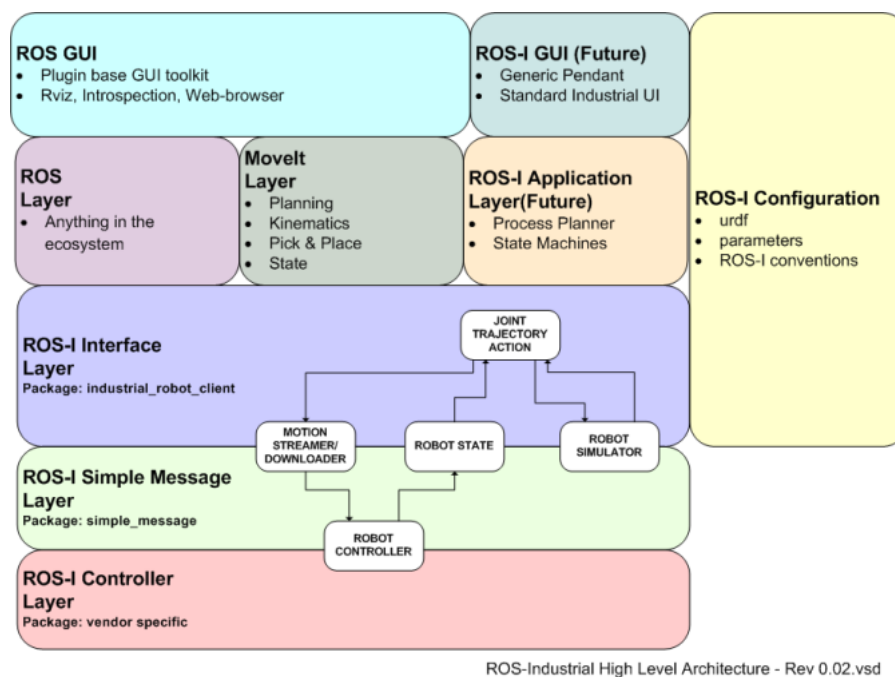 ROS GUI
• Plugin base GUI toolkit
• Rviz, Introspection, Web-browser
ROS-I GUI (Future)
• Generic Pendant
• Standard Industrial UI
ROS
Layer
• Anything in the
ecosystem
MoveIt
Layer
• Planning
• Kinematics
• Pick & Place
• State
ROS-I Application
Layer(Future)
• Process Planner
• State Machines
ROS-I Configuration
• urdf
• parameters
• ROS-I conventions
ROS-I Interface
Layer
Package: industrial_robot_client
JOINT
TRAJECTORY
ACTION
MOTION
STREAMER/
DOWNLOADER
ROBOT STATE
ROBOT
SIMULATOR
ROS-I Simple Message
Layer
Package: simple_message
ROBOT
CONTROLLER
ROS-I Controller
Layer
Package: vendor specific
ROS-Industrial High Level Architecture - Rev 0.02.vsd